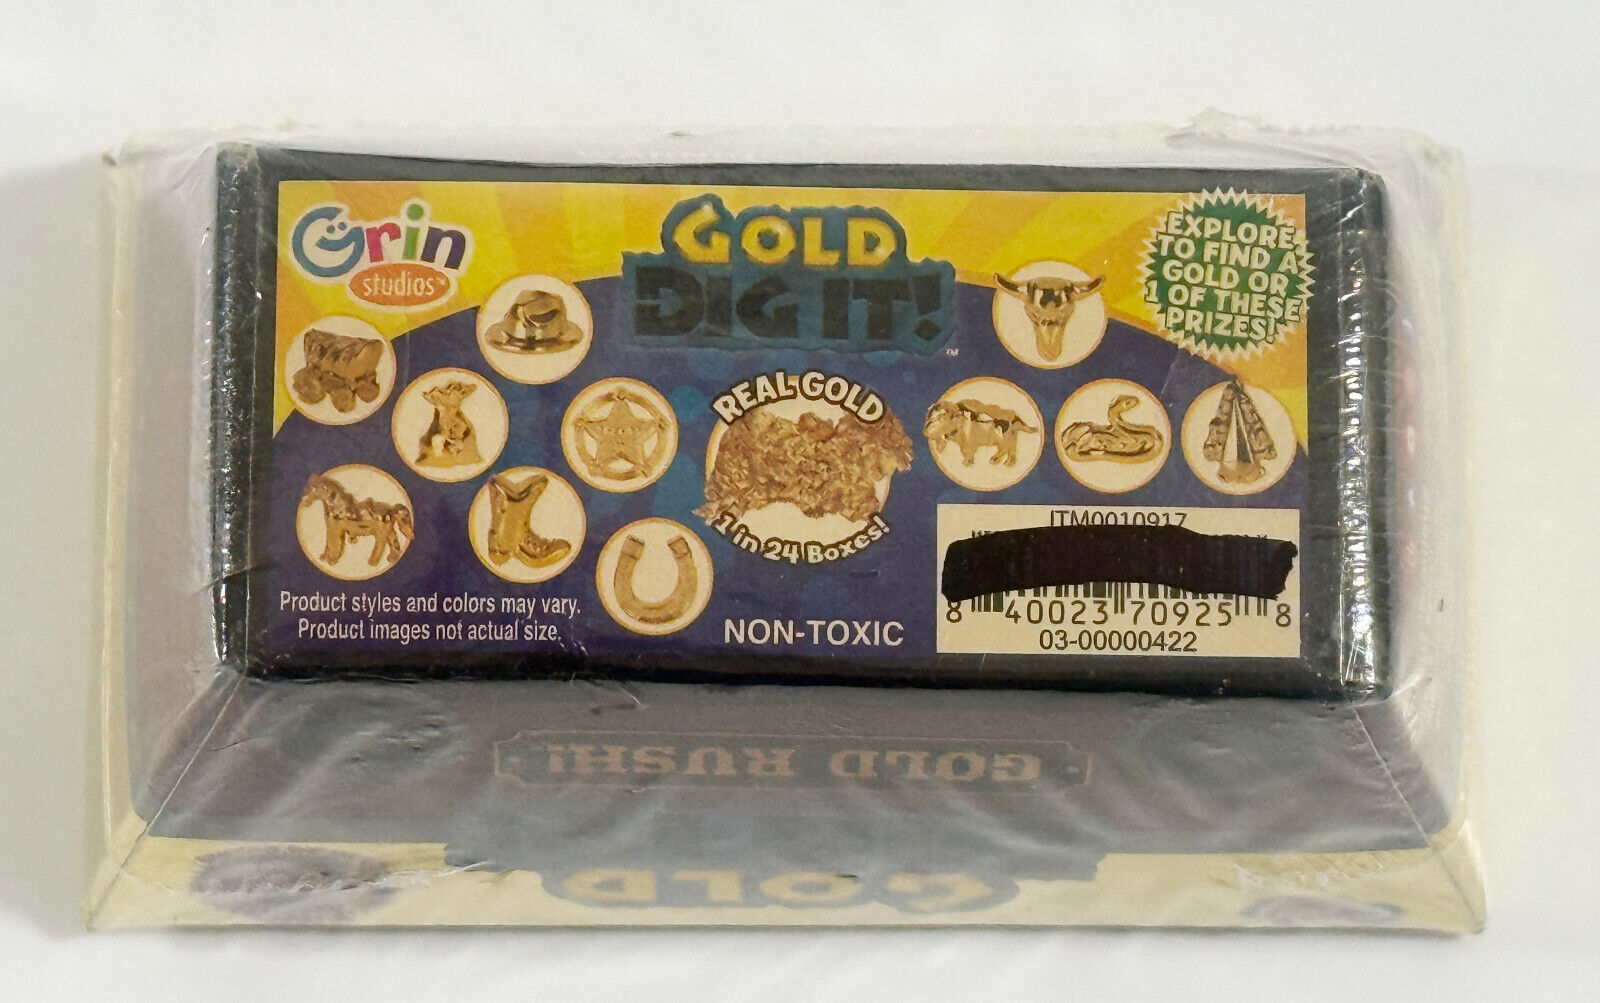 Grin
studios™
GOLD
DIG IT!™
EXPLORE
TO FIND A
GOLD OR
1 OF THESE
PRIZES!
REAL GOLD
1 in 24 Boxes!
Product styles and colors may vary.
Product images not actual size.
NON-TOXIC
ITM0010917
8 40023 70925 8
03-00000422
GOLD RUSH!
GOLD